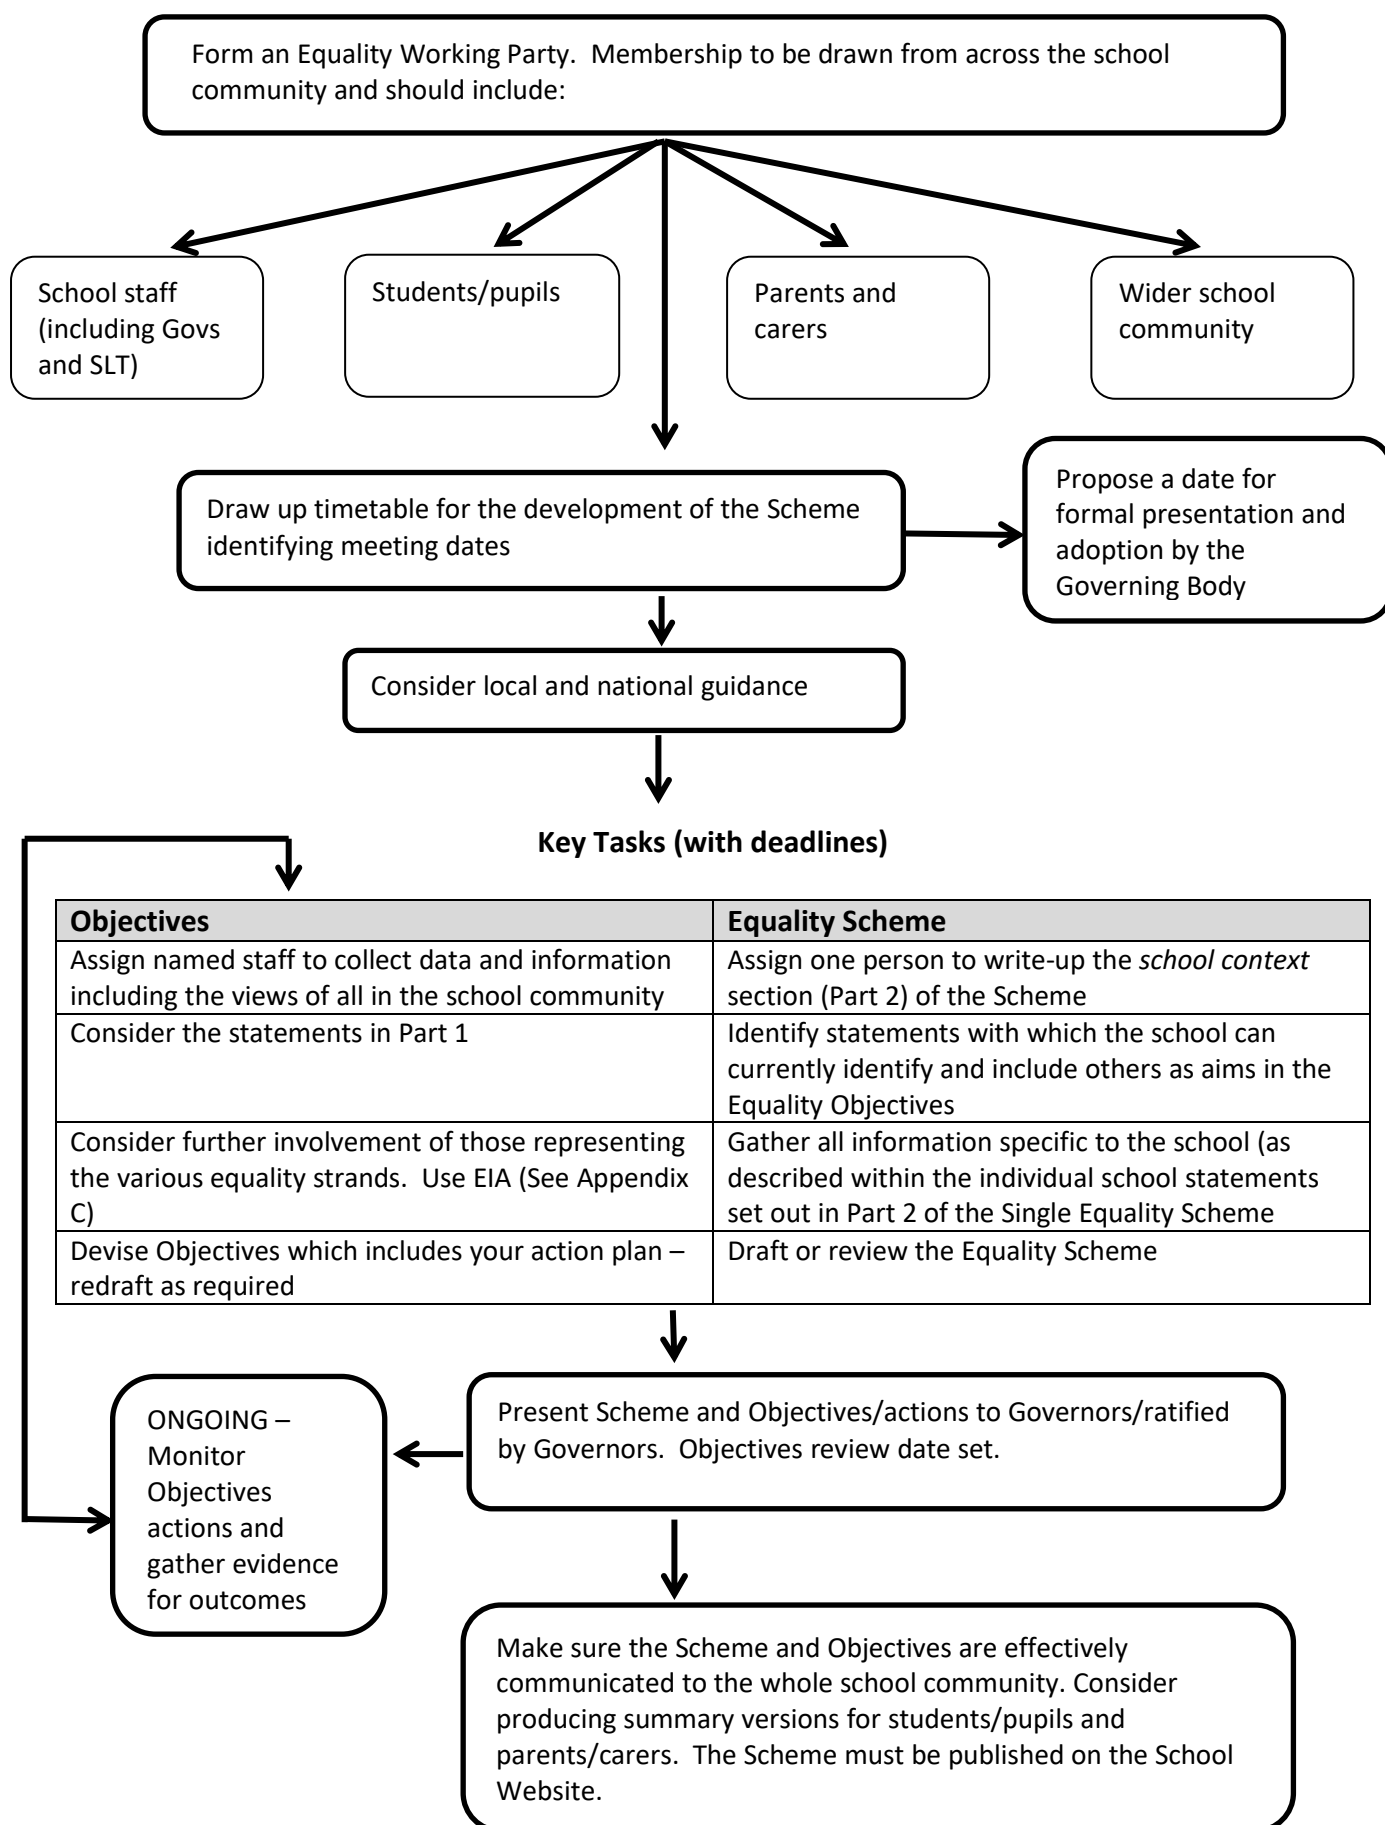 Form an Equality Working Party.  Membership to be drawn from across the school
community and should include:
School staff
(including Govs
and SLT)
Students/pupils
Parents and
carers
Wider school
community
Draw up timetable for the development of the Scheme
identifying meeting dates
Propose a date for
formal presentation and
adoption by the
Governing Body
Consider local and national guidance
Key Tasks (with deadlines)
Objectives
Equality Scheme
Assign named staff to collect data and information
including the views of all in the school community
Assign one person to write-up the school context
section (Part 2) of the Scheme
Consider the statements in Part 1
Identify statements with which the school can
currently identify and include others as aims in the
Equality Objectives
Consider further involvement of those representing
the various equality strands.  Use EIA (See Appendix
C)
Gather all information specific to the school (as
described within the individual school statements
set out in Part 2 of the Single Equality Scheme
Devise Objectives which includes your action plan –
redraft as required
Draft or review the Equality Scheme
Present Scheme and Objectives/actions to Governors/ratified
by Governors.  Objectives review date set.
ONGOING –
Monitor
Objectives
actions and
gather evidence
for outcomes
Make sure the Scheme and Objectives are effectively
communicated to the whole school community. Consider
producing summary versions for students/pupils and
parents/carers.  The Scheme must be published on the School
Website.